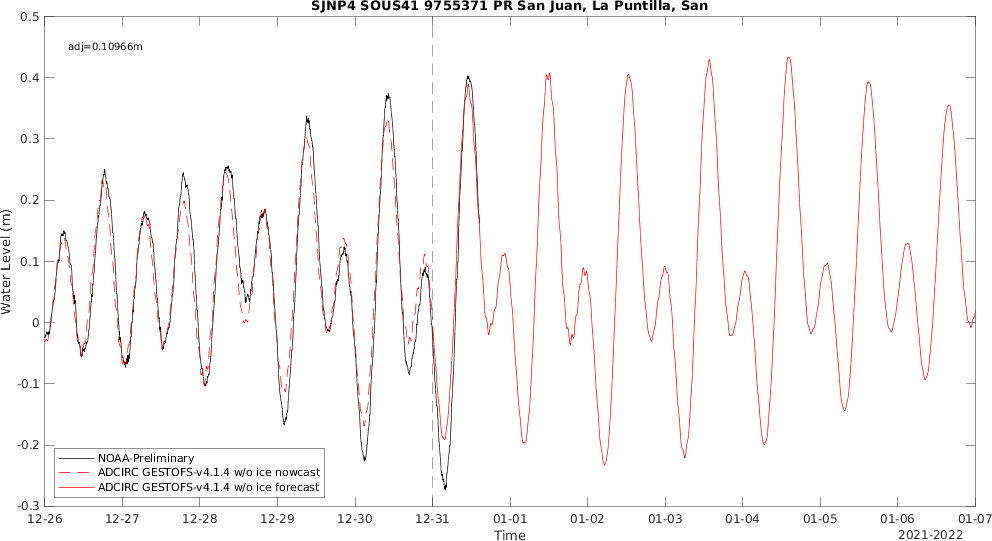 SJNP4 SOUS41 9755371 PR San Juan, La Puntilla, San
adj=0.10966m
Water Level (m)
0.5
0.4
0.3
0.2
0.1
0
-0.1
-0.2
-0.3
NOAA-Preliminary
ADCIRC GESTOFS-v4.1.4 w/o ice nowcast
ADCIRC GESTOFS-v4.1.4 w/o ice forecast
12-26 12-27 12-28 12-29 12-30 12-31 01-01 01-02 01-03 01-04 01-05 01-06 01-07
Time
2021-2022